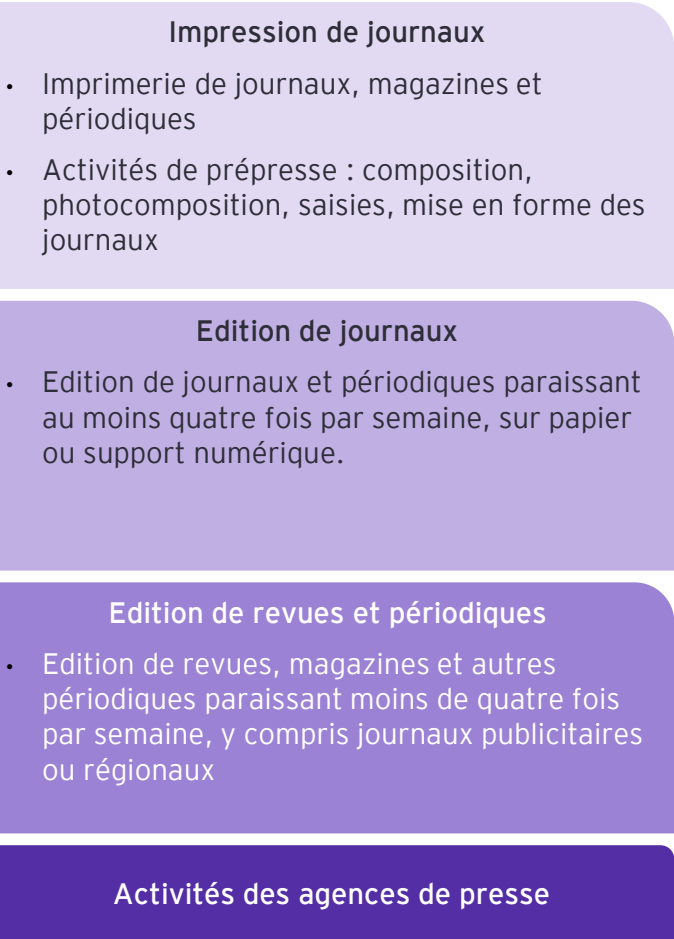 Impression de journaux
• Imprimerie de journaux, magazines et
périodiques
• Activités de prépresse : composition,
photocomposition, saisies, mise en forme des
journaux
Edition de journaux
• Edition de journaux et périodiques paraissant
au moins quatre fois par semaine, sur papier
ou support numérique.
Edition de revues et périodiques
• Edition de revues, magazines et autres
périodiques paraissant moins de quatre fois
par semaine, y compris journaux publicitaires
ou régionaux
Activités des agences de presse